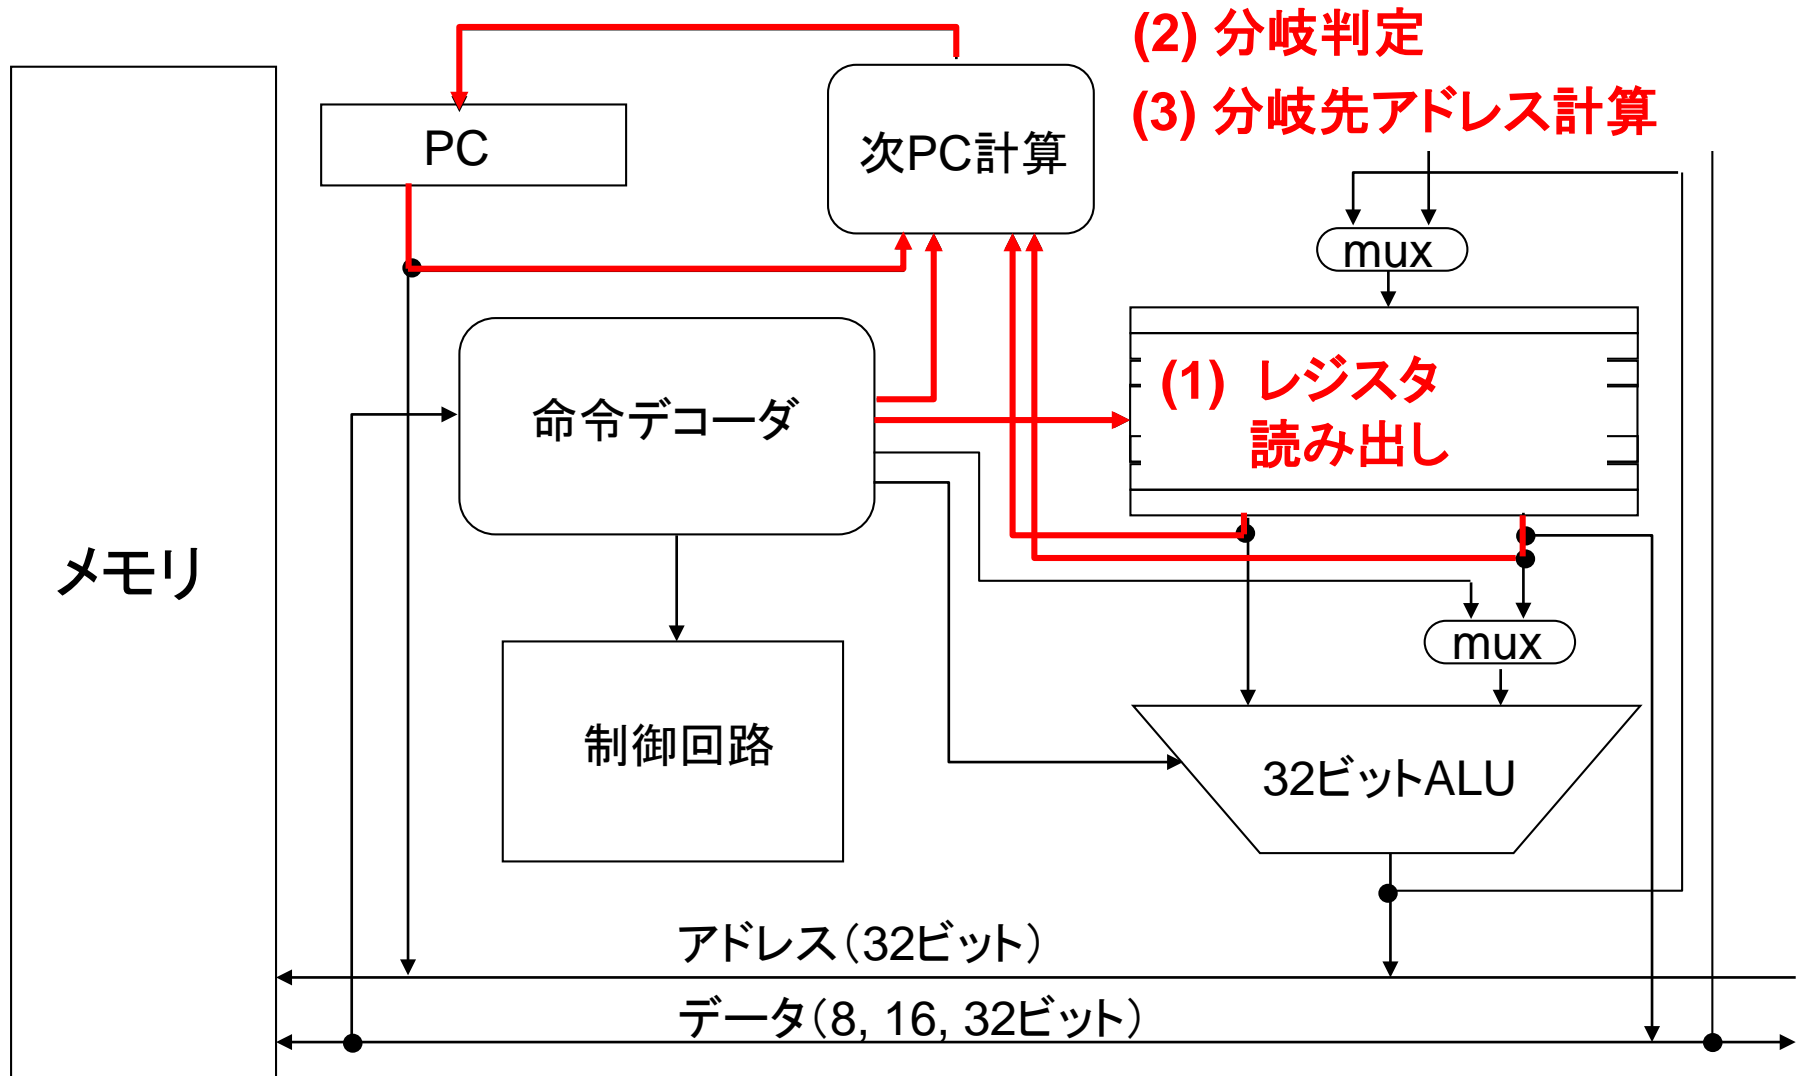 (2) 分岐判定
(3) 分岐先アドレス計算
PC
次PC計算
mux
(1) レジスタ
読み出し
命令デコーダ
メモリ
mux
制御回路
32ビットALU
アドレス（32ビット）
データ（8, 16, 32ビット）